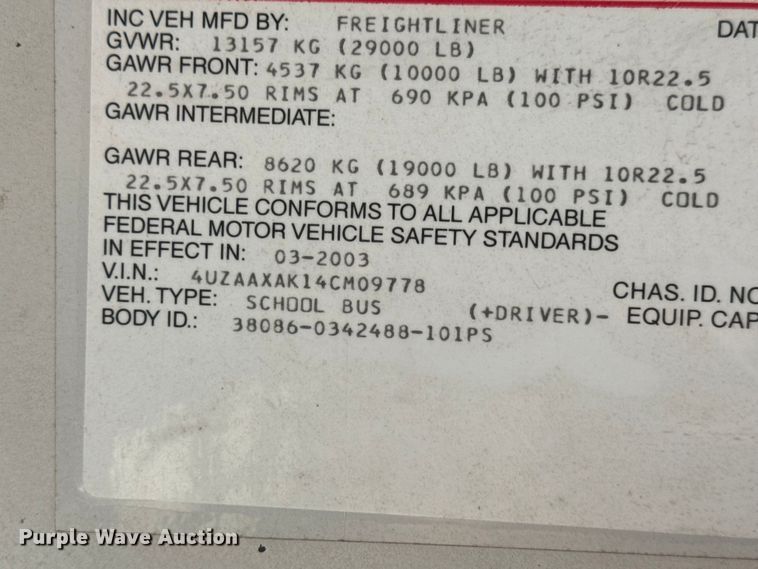 INC VEH MFD BY: FREIGHTLINER DAT
GVWR: 13157 KG (29000 LB)
GAWR FRONT: 4537 KG (10000 LB) WITH 10R22.5
22.5X7.50 RIMS AT 690 KPA (100 PSI) COLD
GAWR INTERMEDIATE:
GAWR REAR: 8620 KG (19000 LB) WITH 10R22.5
22.5X7.50 RIMS AT 689 KPA (100 PSI) COLD
THIS VEHICLE CONFORMS TO ALL APPLICABLE
FEDERAL MOTOR VEHICLE SAFETY STANDARDS
IN EFFECT IN: 03-2003
V.I.N.: 4UZAAXAK14CM09778 CHAS. ID. NO
VEH. TYPE: SCHOOL BUS (+DRIVER)- EQUIP. CAP
BODY ID.: 38086-0342488-101PS
Purple Wave Auction